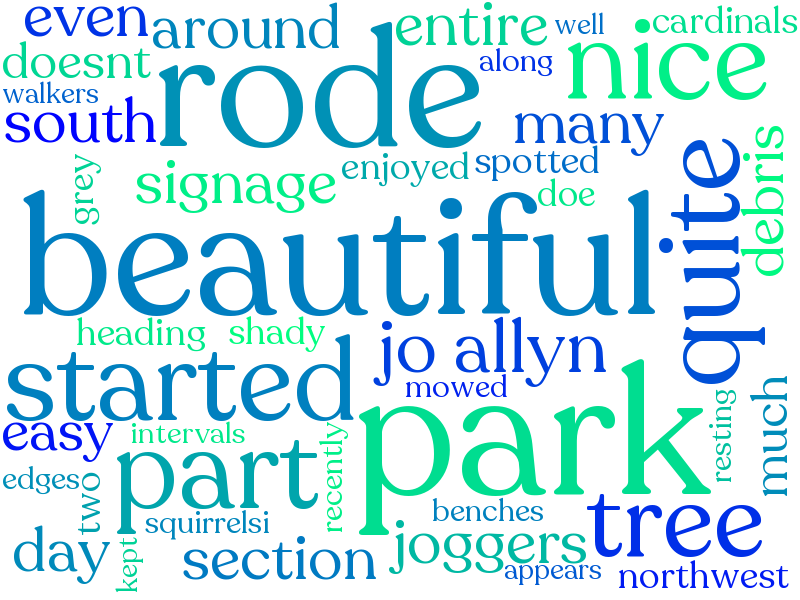 even
around
entire
well
cardinals
doesnt
rode
along
nice
walkers
south
many
grey
signage
enjoyed
spotted
doe
quite
debris
beautiful
heading
shady
jo allyn
started
mowed
park
resting
much
easy
intervals
part
recently
edges
two
squirrelsi
benches
tree
day
kept
section
joggers
appears
northwest